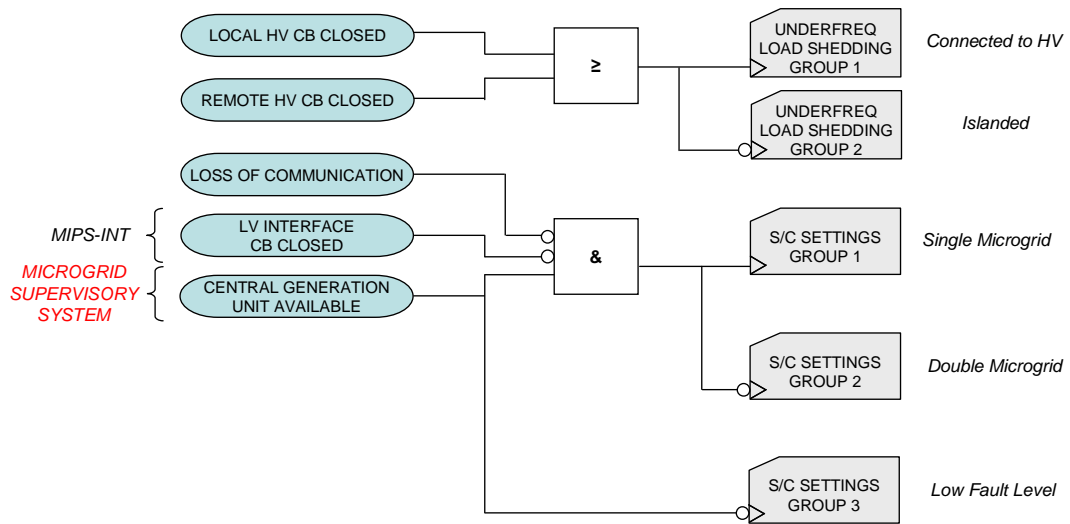 LOCAL HV CB CLOSED
REMOTE HV CB CLOSED
≥
UNDERFREQ
LOAD SHEDDING
GROUP 1
Connected to HV
UNDERFREQ
LOAD SHEDDING
GROUP 2
Islanded
LOSS OF COMMUNICATION
MIPS-INT
LV INTERFACE
CB CLOSED
MICROGRID
SUPERVISORY
SYSTEM
CENTRAL GENERATION
UNIT AVAILABLE
&
S/C SETTINGS
GROUP 1
Single Microgrid
S/C SETTINGS
GROUP 2
Double Microgrid
S/C SETTINGS
GROUP 3
Low Fault Level